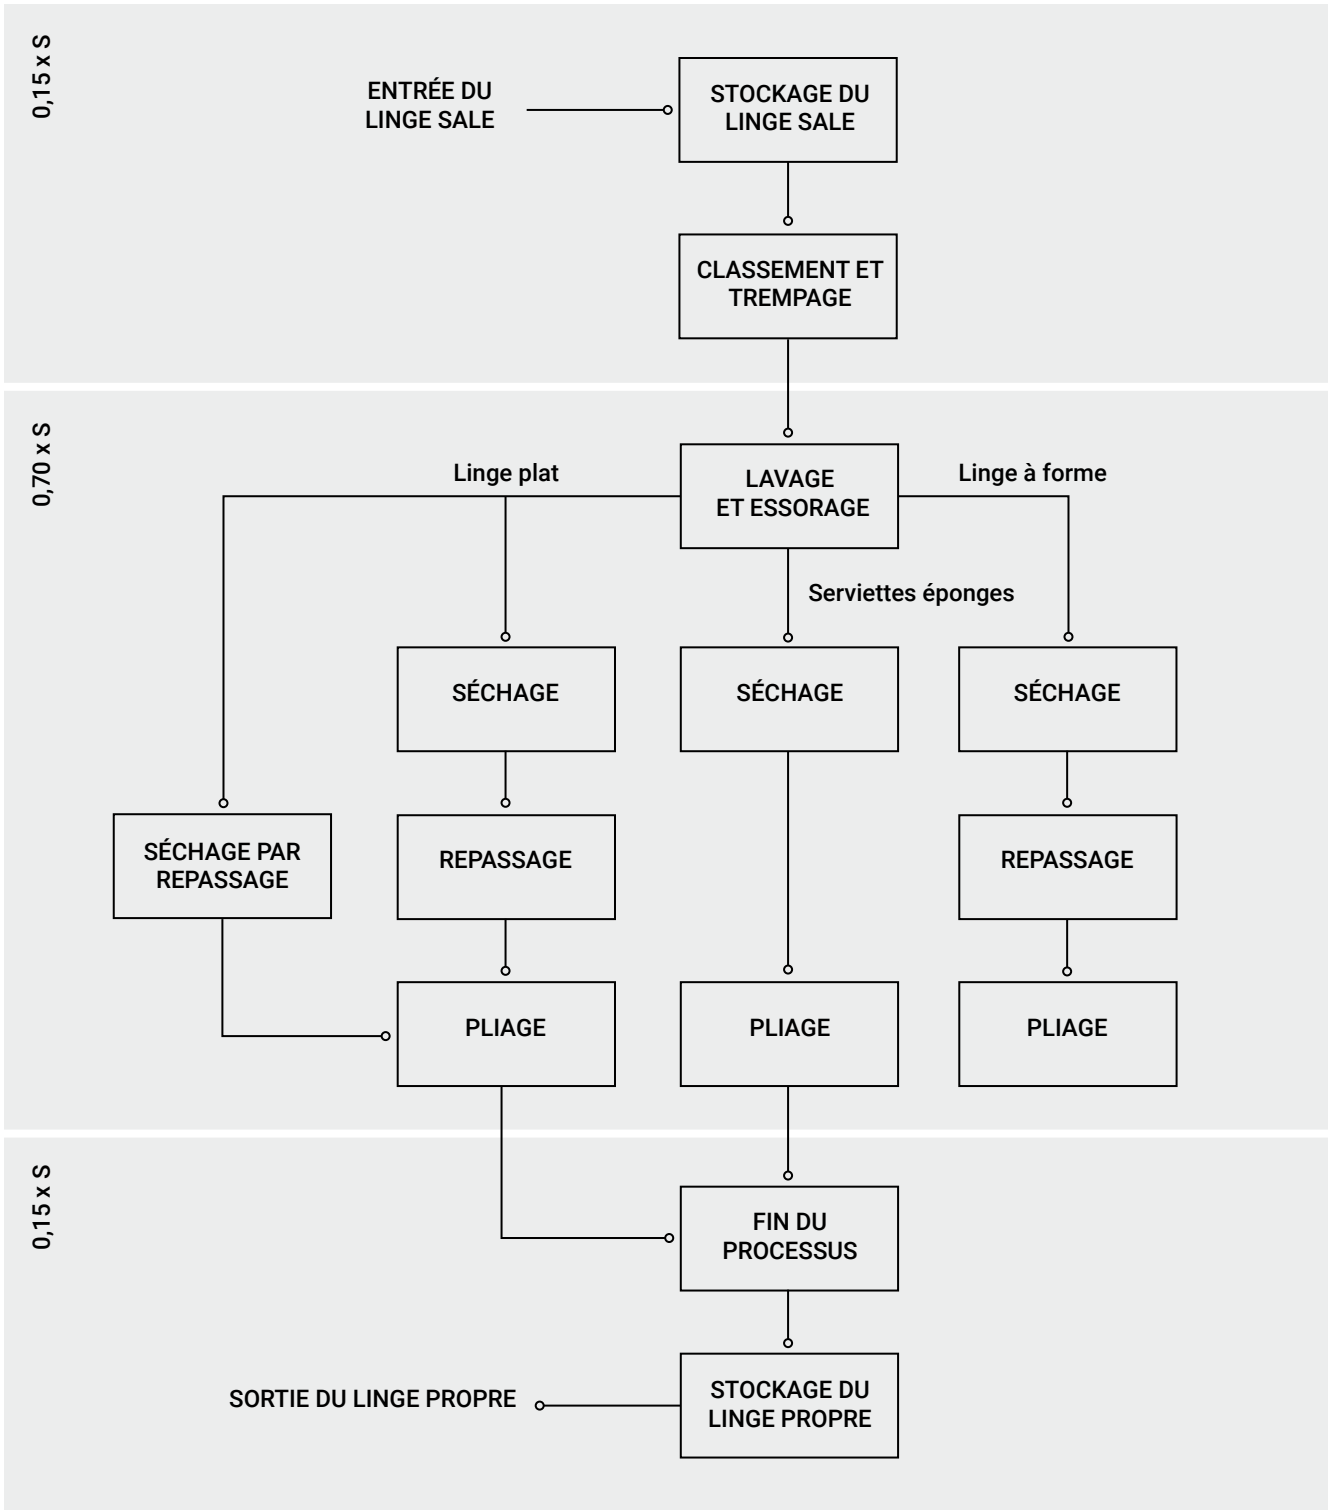 0,15 x S
ENTRÉE DU
LINGE SALE
STOCKAGE DU
LINGE SALE
CLASSEMENT ET
TREMPAGE
0,70 x S
Linge plat
LAVAGE
ET ESSORAGE
Linge à forme
Serviettes éponges
SÉCHAGE
SÉCHAGE
SÉCHAGE
SÉCHAGE PAR
REPASSAGE
REPASSAGE
REPASSAGE
PLIAGE
PLIAGE
PLIAGE
0,15 x S
FIN DU
PROCESSUS
SORTIE DU LINGE PROPRE
STOCKAGE DU
LINGE PROPRE